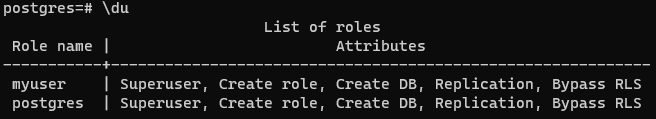 postgres=# \du
List of roles
Role name | Attributes
-----------+------------------------------------------------------------
myuser | Superuser, Create role, Create DB, Replication, Bypass RLS
postgres | Superuser, Create role, Create DB, Replication, Bypass RLS